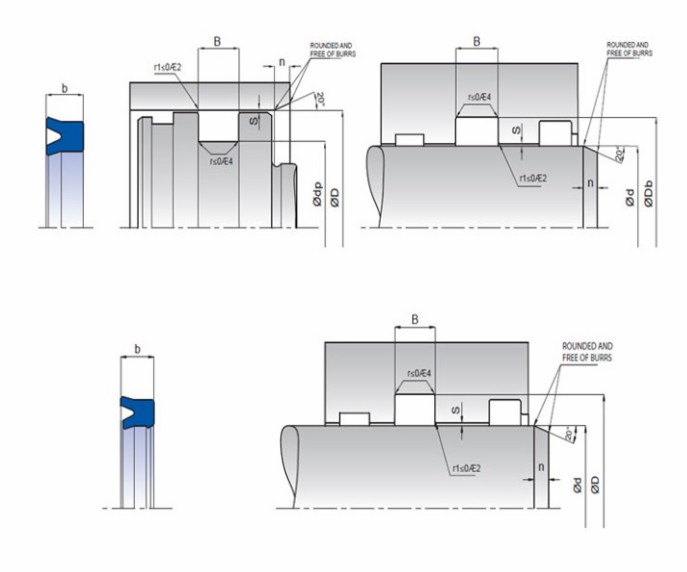 b
B
n
ROUNDED AND
FREE OF BURRS
r1≤0Æ2
20°
S
r≤0Æ4
Ødp
ØD
B
ROUNDED AND
FREE OF BURRS
r≤0Æ4
S
20°
r1≤0Æ2
n
Ød
ØDb
b
B
ROUNDED AND
FREE OF BURRS
r≤0Æ4
S
20°
r1≤0Æ2
n
Ød
ØD